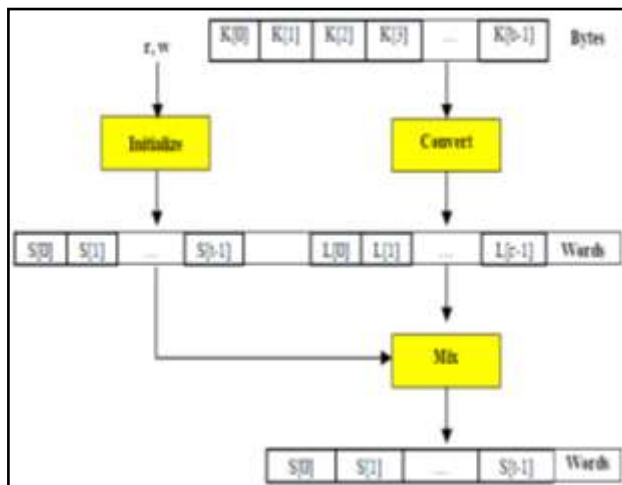 K[0] K[1] K[2] K[3] ... K[b-1] Bytes
r, w
Initialize Convert
S[0] S[1] ... S[t-1] L[0] L[1] ... L[c-1] Words
Mix
S[0] S[1] .... S[t-1] Words